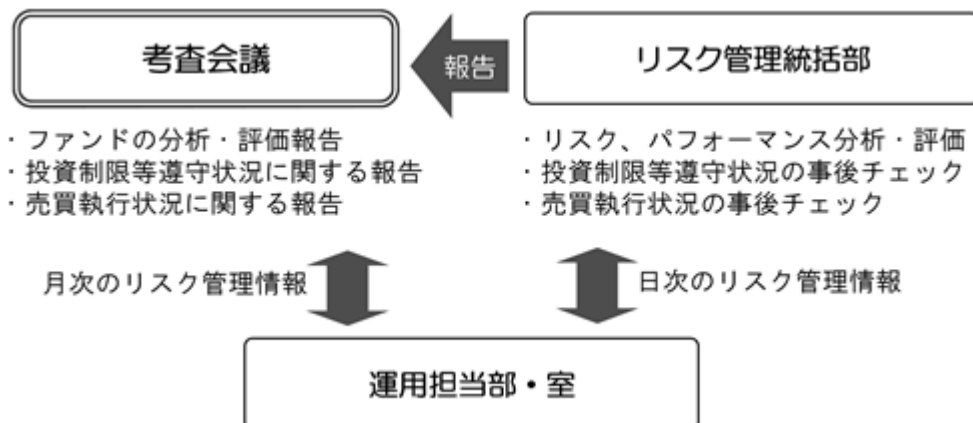 考査会議
報告
リスク管理統括部
・ファンドの分析・評価報告
・投資制限等遵守状況に関する報告
・売買執行状況に関する報告
・リスク、パフォーマンス分析・評価
・投資制限等遵守状況の事後チェック
・売買執行状況の事後チェック
月次のリスク管理情報
日次のリスク管理情報
運用担当部・室